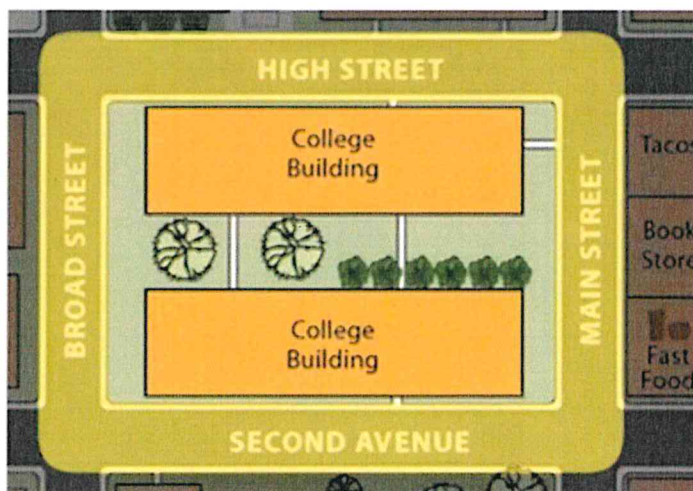 HIGH STREET
College
Building
BROAD STREET
MAIN STREET
Tacos
Book
Store
Fast
Food
College
Building
SECOND AVENUE